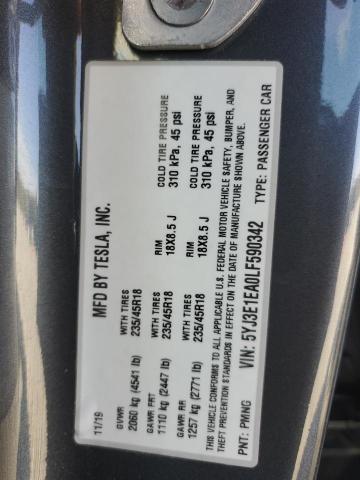 MFD BY TESLA, INC.
11/19
GVWR
2060 kg (4541 lb)
GAWR FRT WITH TIRES RIM COLD TIRE PRESSURE
1110 kg (2447 lb) 235/45R18 18X8.5 J 310 kPa, 45 psi
GAWR RR WITH TIRES RIM COLD TIRE PRESSURE
1257 kg (2771 lb) 235/45R18 18X8.5 J 310 kPa, 45 psi
THIS VEHICLE CONFORMS TO ALL APPLICABLE U.S. FEDERAL MOTOR VEHICLE SAFETY, BUMPER, AND
THEFT PREVENTION STANDARDS IN EFFECT ON THE DATE OF MANUFACTURE SHOWN ABOVE.
PNT: PMNG VIN: 5YJ3E1EA0LF590342 TYPE: PASSENGER CAR